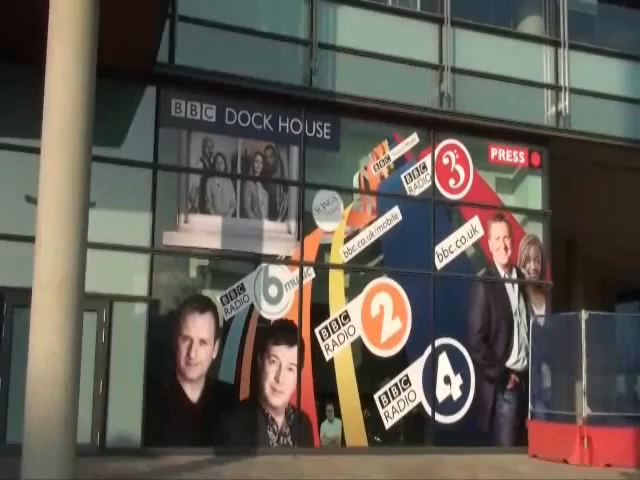 BBC DOCK HOUSE
BBC
PRESS
BBC
RADIO 3
bbc.co.uk/mobile
bbc.co.uk
BBC
RADIO 6 music
BBC
RADIO 2
BBC
RADIO 4